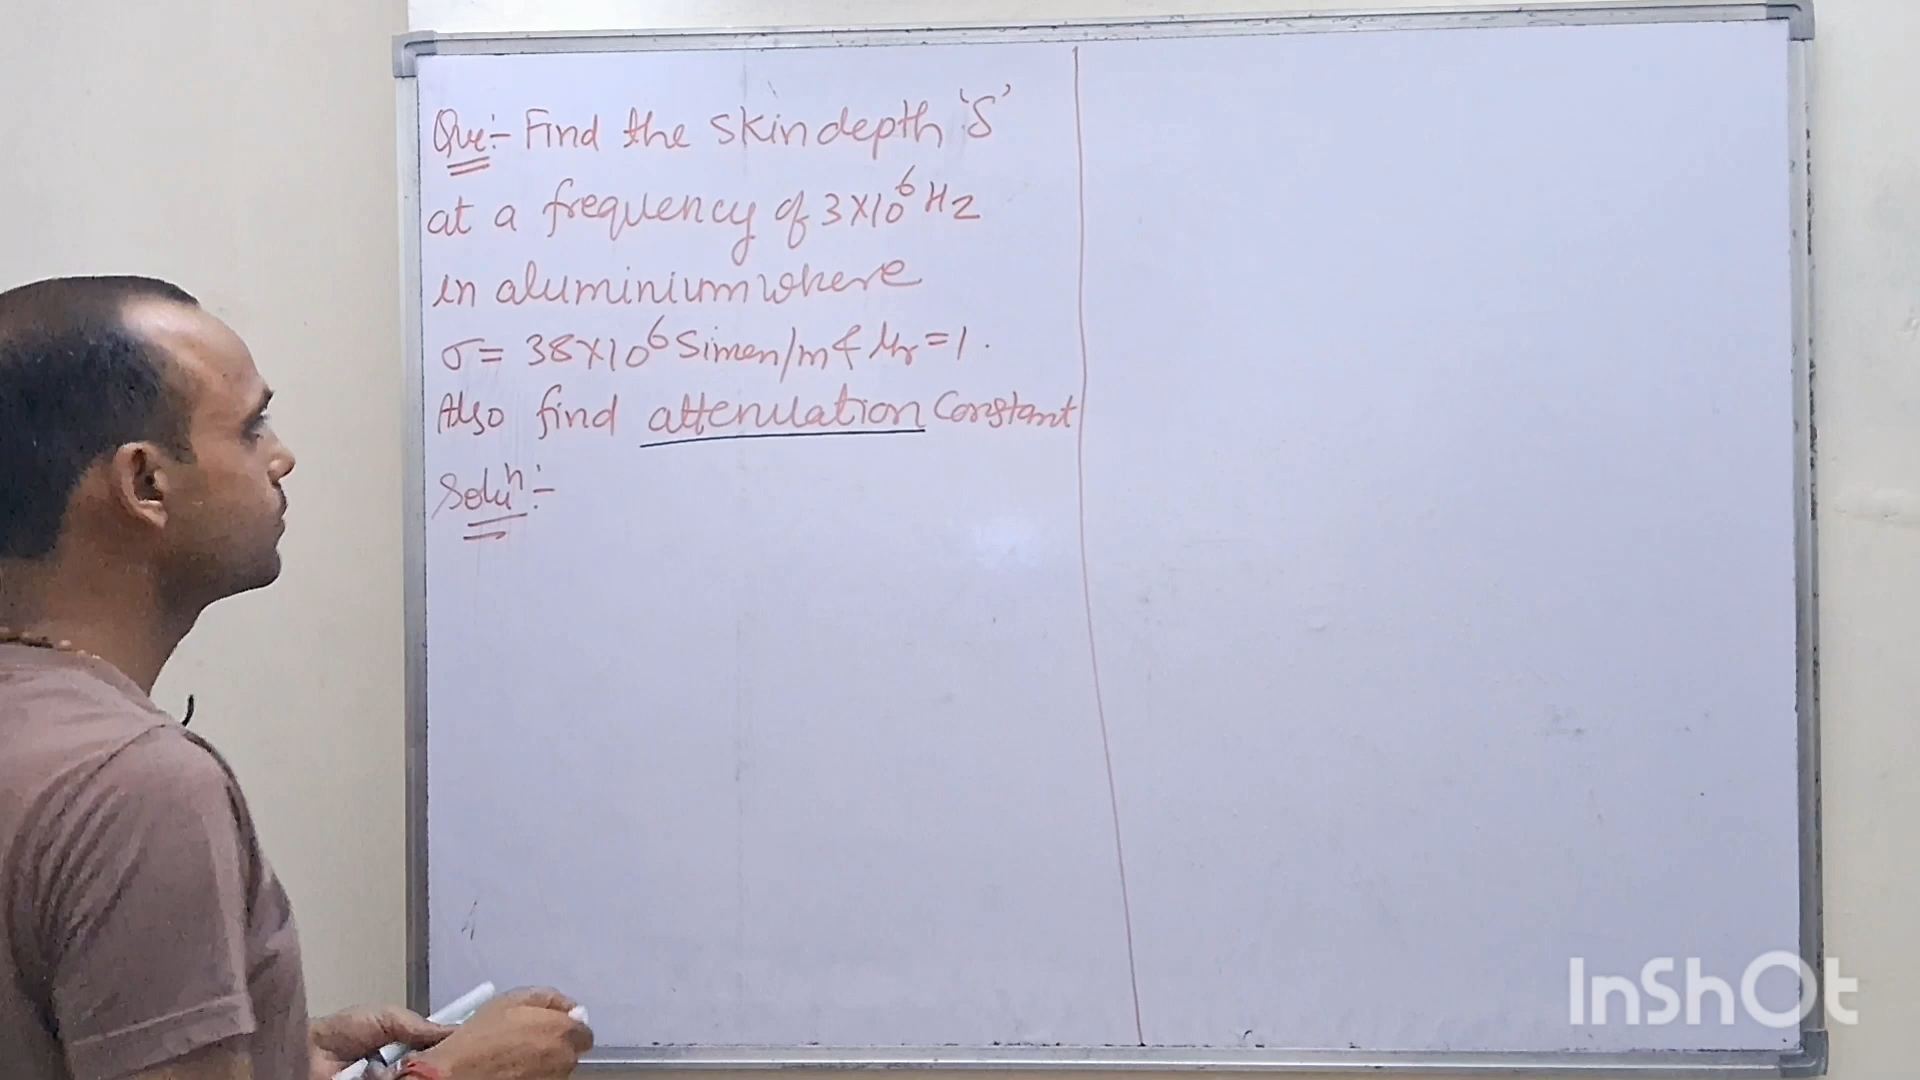 Que:- Find the skin depth 'δ'
at a frequency of 3×10⁶ Hz
in aluminium where
σ = 38×10⁶ Simen/m & μr = 1.
Also find attenuation Constant
Soluⁿ:-
InShOt